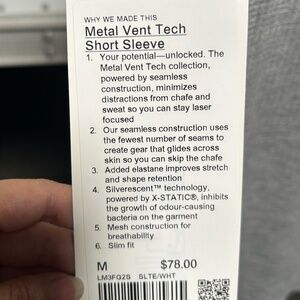 WHY WE MADE THIS
Metal Vent Tech
Short Sleeve
1. Your potential—unlocked. The
Metal Vent Tech collection,
powered by seamless
construction, minimizes
distractions from chafe and
sweat so you can stay laser
focused
2. Our seamless construction uses
the fewest number of seams to
create gear that glides across
skin so you can skip the chafe
3. Added elastane improves stretch
and shape retention
4. Silverescent™ technology,
powered by X-STATIC®, inhibits
the growth of odour-causing
bacteria on the garment
5. Mesh construction for
breathability
6. Slim fit
M $78.00
LM3FG2S SLTE/WHT